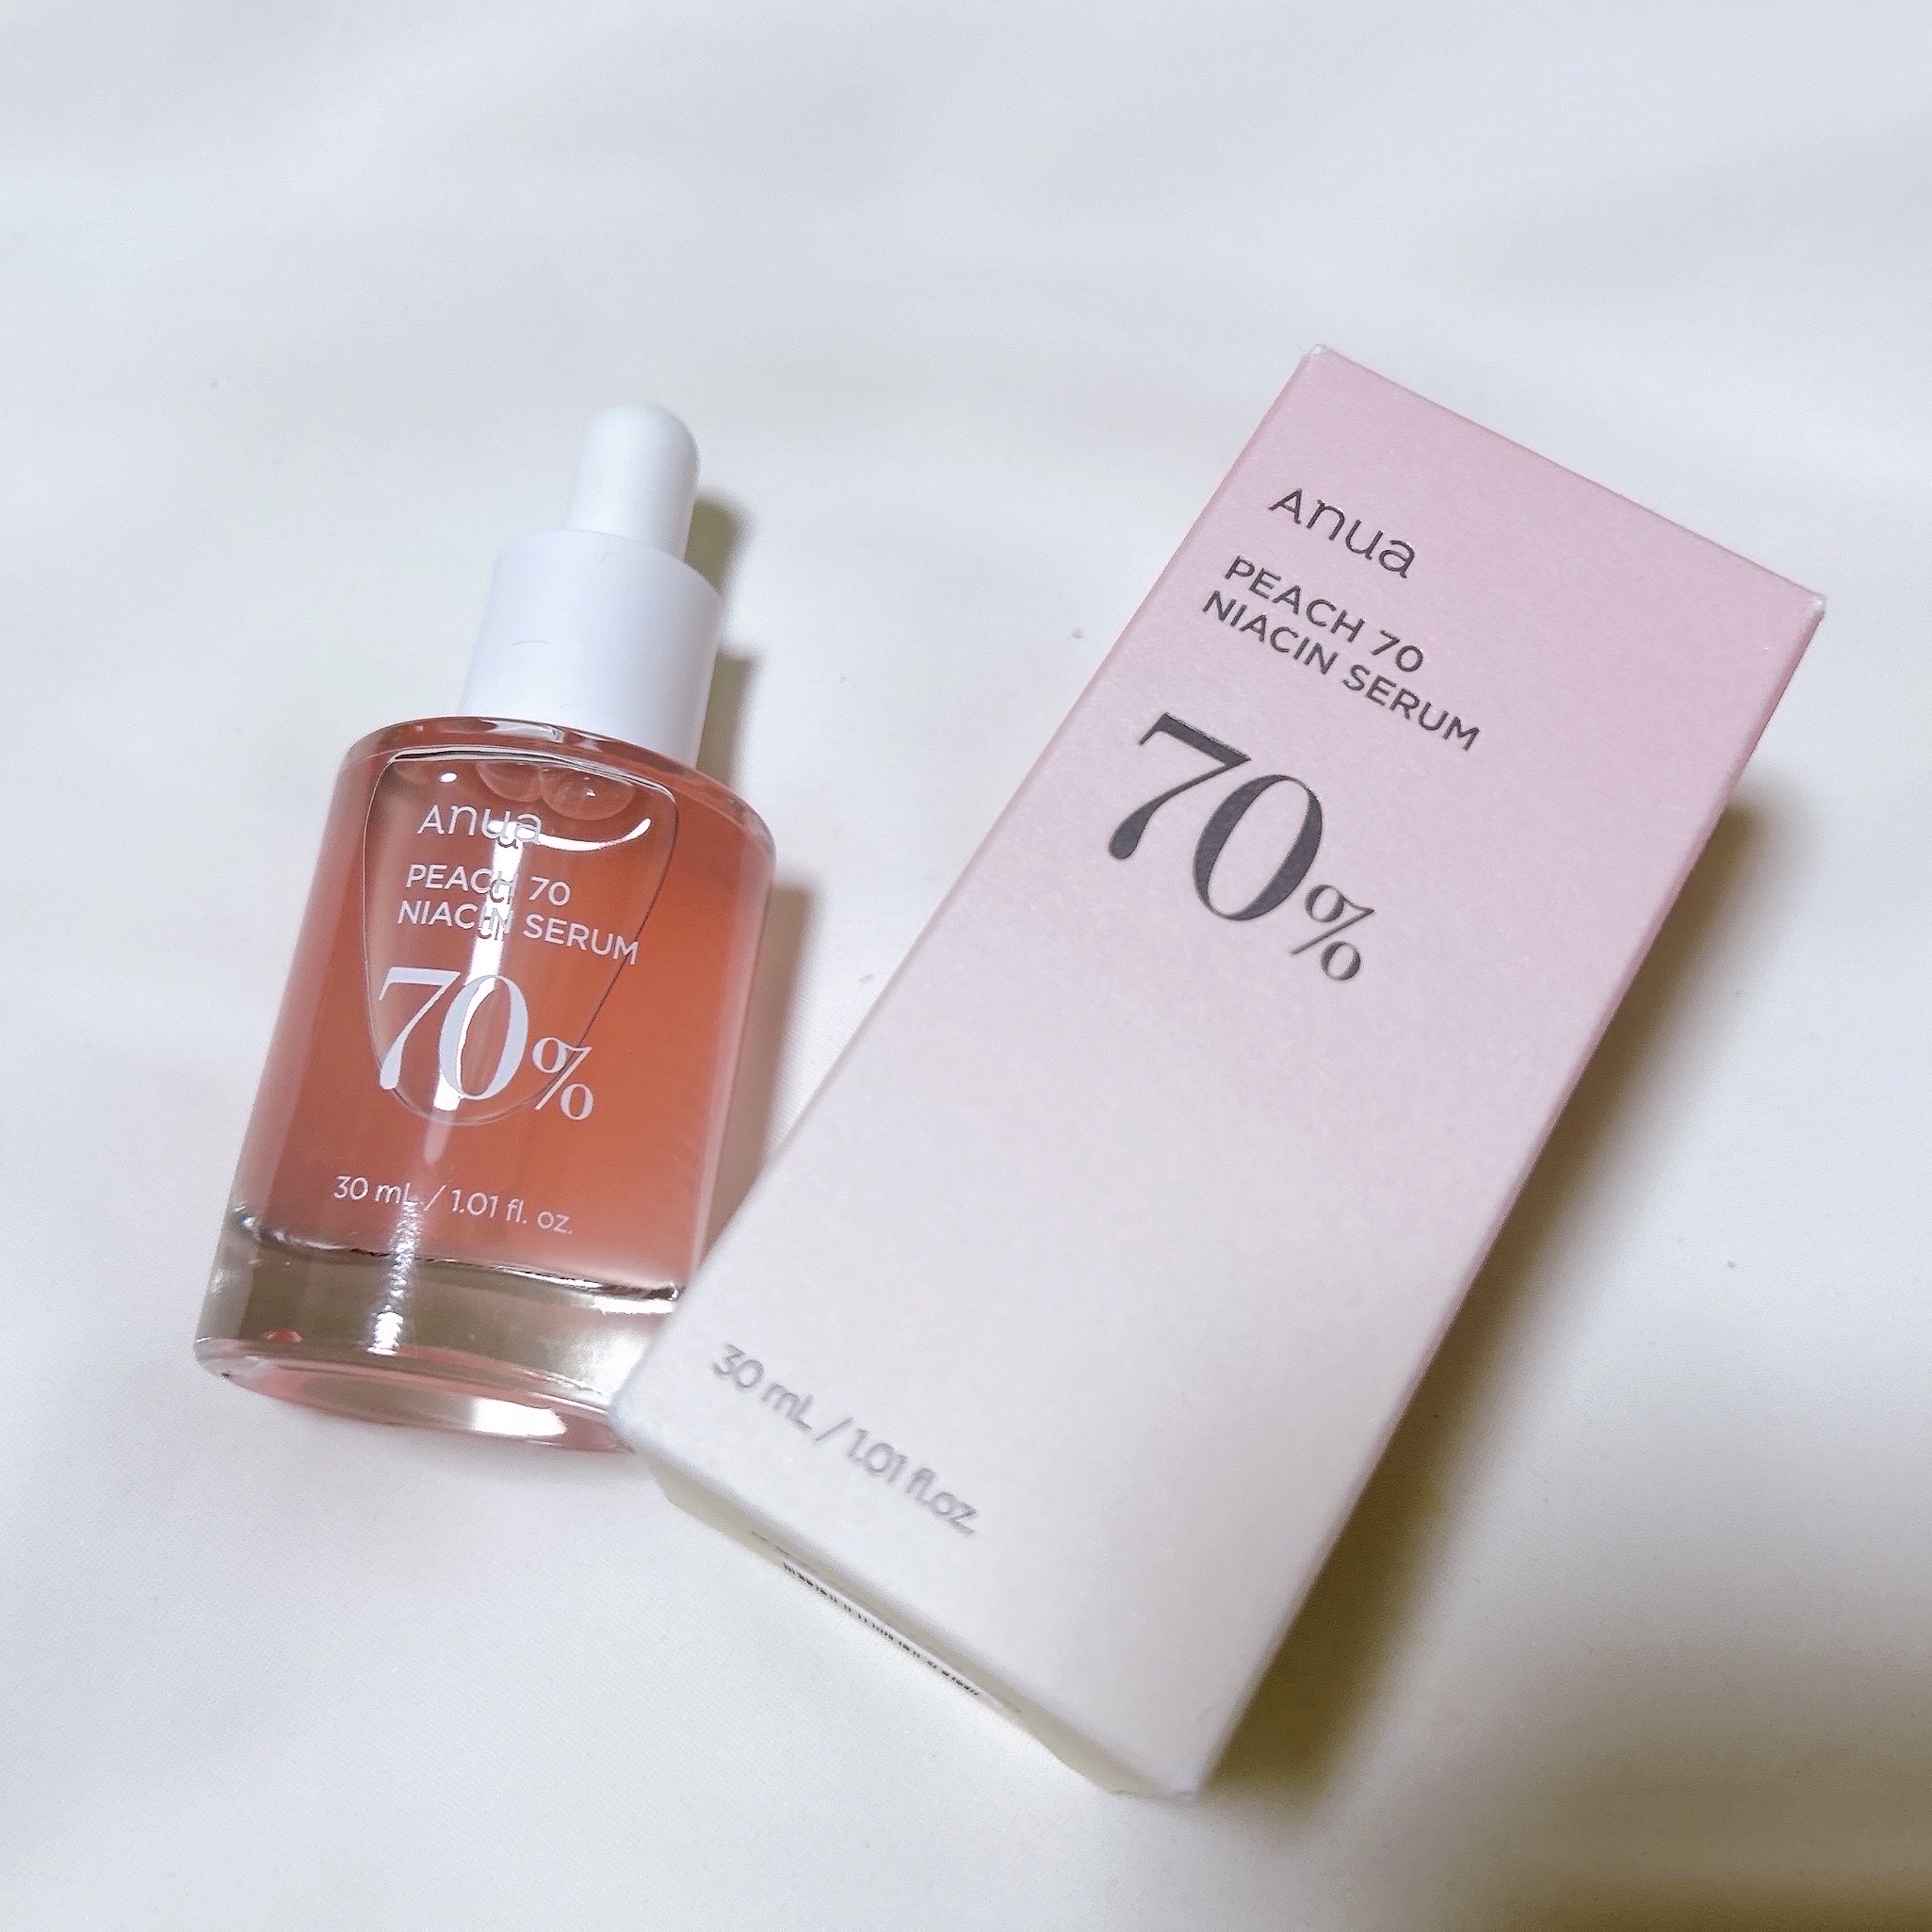 Anua
PEACH 70
NIACIN SERUM
70%
30 mL / 1.01 fl. oz.
Anua
PEACH 70
NIACIN SERUM
70%
30 mL / 1.01 fl.oz.